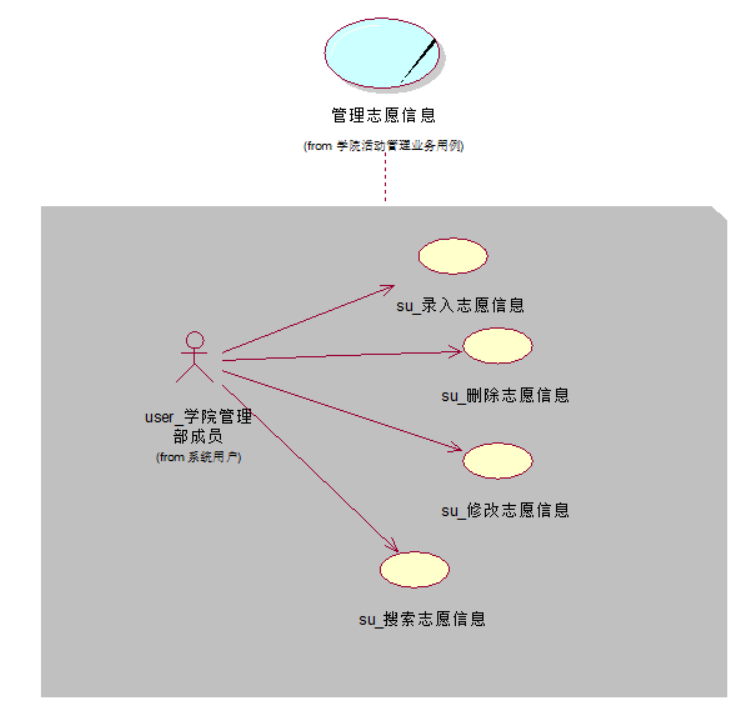 管理志愿信息
(from 学院活动管理业务用例)
su_录入志愿信息
su_删除志愿信息
user_学院管理
部成员
(from 系统用户)
su_修改志愿信息
su_搜索志愿信息